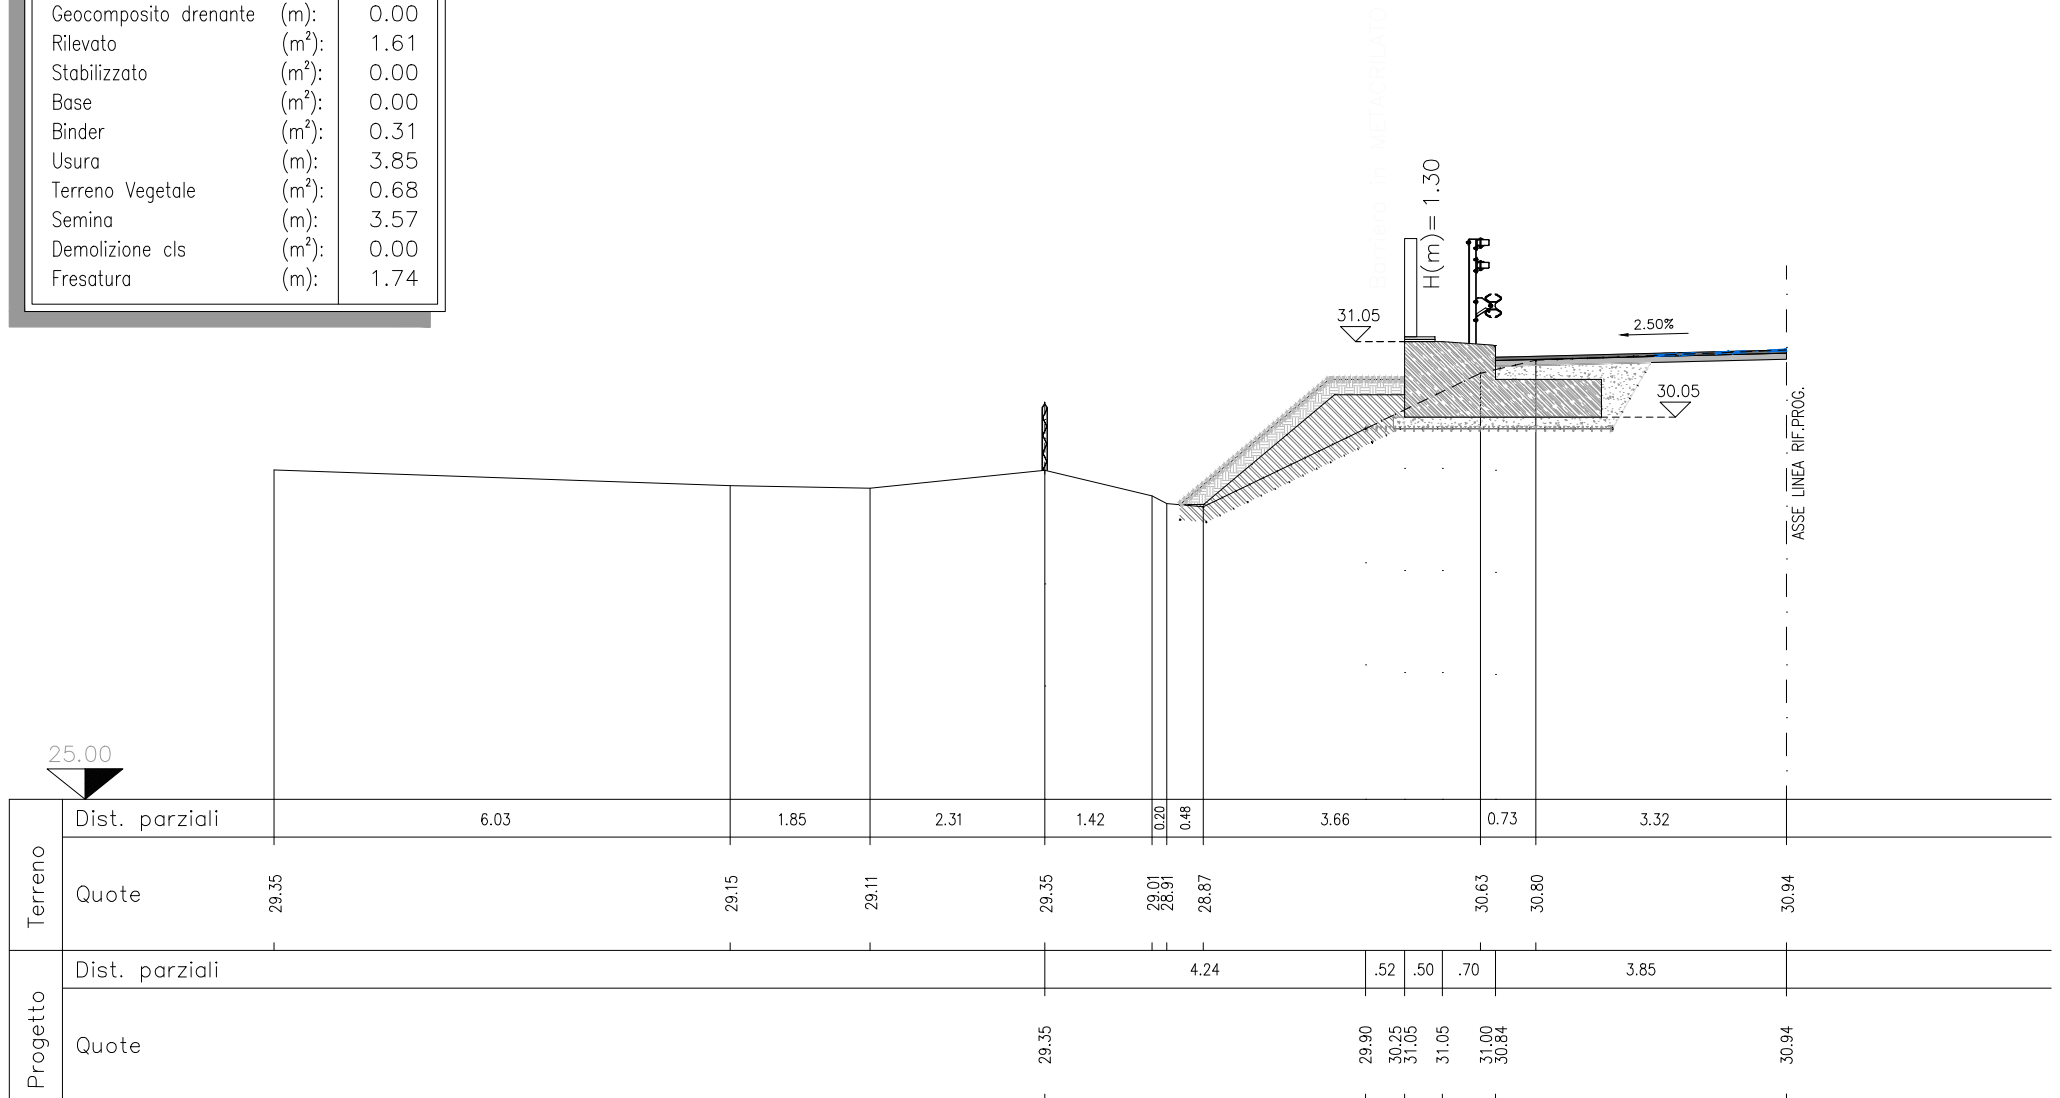 Geocomposito drenante (m): 0.00
Rilevato (m²): 1.61
Stabilizzato (m²): 0.00
Base (m²): 0.00
Binder (m²): 0.31
Usura (m): 3.85
Terreno Vegetale (m²): 0.68
Semina (m): 3.57
Demolizione cls (m²): 0.00
Fresatura (m): 1.74
H(m)= 1.30
31.05
2.50%
30.05
ASSE LINEA RIF.PROG.
25.00
Terreno
Dist. parziali 6.03 1.85 2.31 1.42 0.20 0.48 3.66 0.73 3.32
Quote 29.35 29.15 29.11 29.35 29.01 28.91 28.87 30.63 30.80 30.94
Progetto
Dist. parziali 4.24 .52 .50 .70 3.85
Quote 29.35 29.90 30.25 31.05 31.05 31.00 30.84 30.94